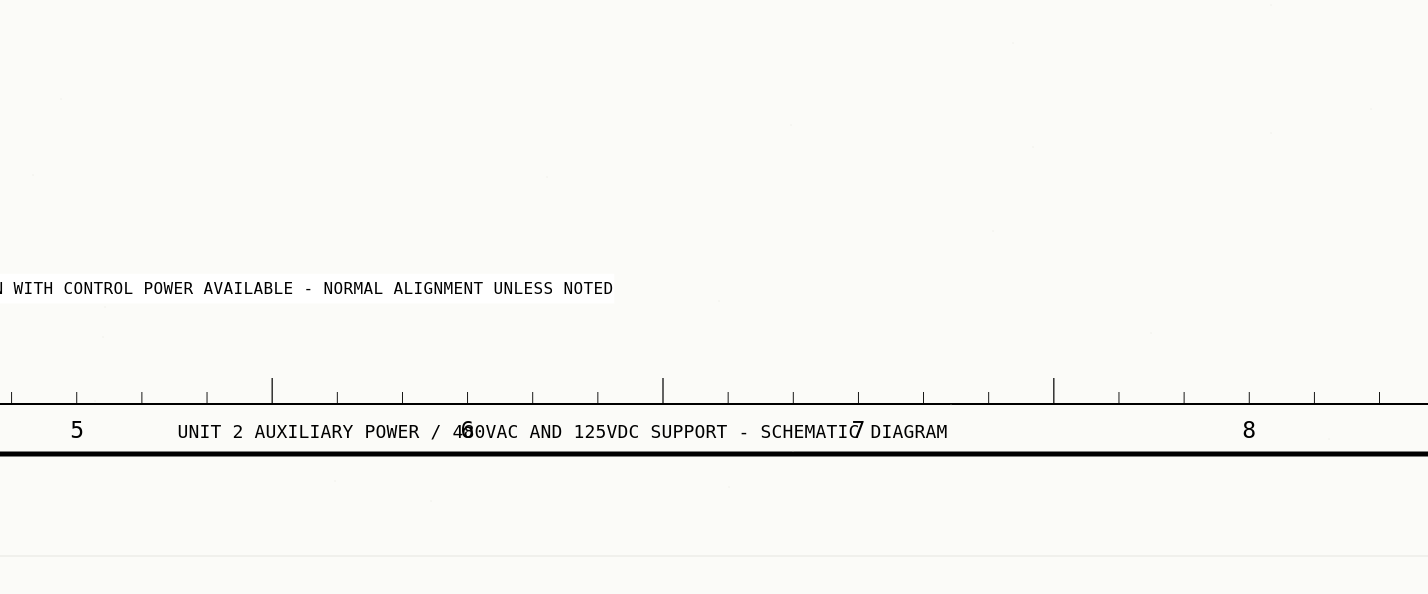 WITH CONTROL POWER AVAILABLE - NORMAL ALIGNMENT UNLESS NOTED
5 6 7 8
UNIT 2 AUXILIARY POWER / 480VAC AND 125VDC SUPPORT - SCHEMATIC DIAGRAM